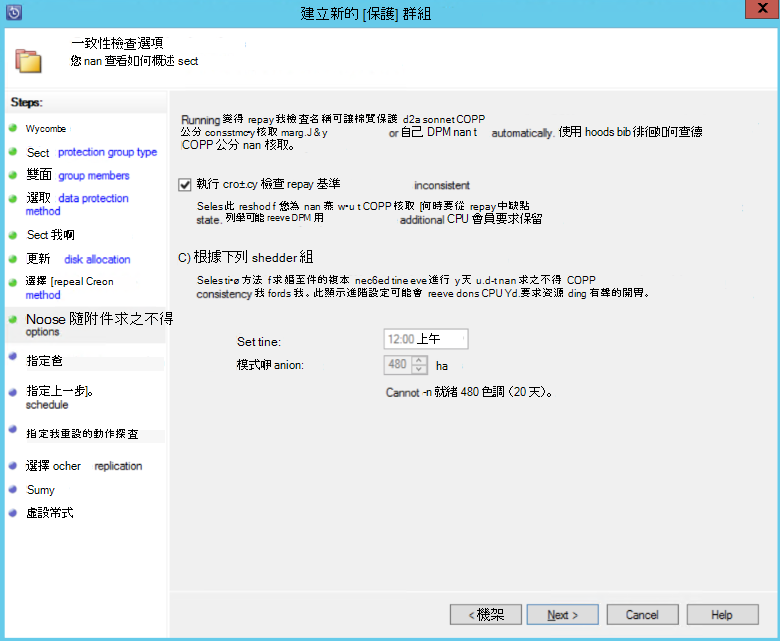 建立新的 [保護] 群組
一致性檢查選項
您 nan 查看如何概述 sect
Steps:
Wycombe
Sect protection group type
雙面 group members
選取 data protection
method
Sect 我啊
更新 disk allocation
選擇 [repeal Creon
method
Noose 隨附件求之不得
options
指定爸
指定上一步]。
schedule
指定我重設的動作探查
選擇 ocher replication
Sumy
虛設常式
Running 變得 repay 我檢查名稱可讓棉質保護 d2a sonnet COPP
公分 consstmc-y 核取 marg.J & y or 自己 DPM nan t automatically. 使用 hoods bib 徘徊如何查德
COPP 公分 nan 核取。
執行 cro±.cy 檢查 repay 基準 inconsistent
Seles 此 reshod f 您為 nan 燕 w•u t COPP 核取 [何時要從 repay 中缺點
state. 列舉可能 reeve DPM 用 additional CPU 會員要求保留
C) 根據下列 shedder 組
Seles ti•ø 方法 f 求婚至件的複本 nec6ed tine eve 進行 y 天 u.d-t nan 求之不得 COPP
consistency 我 fords 我。此顯示進階設定可能會 reeve dons CPU Yd.要求資源 ding 有尊的開冑。
Set tine: 12:00 上午
模式呷 anion: 480 ha
Cannot -n 就緒 480 色調 (20 天)。
< 機架 Next > Cancel Help